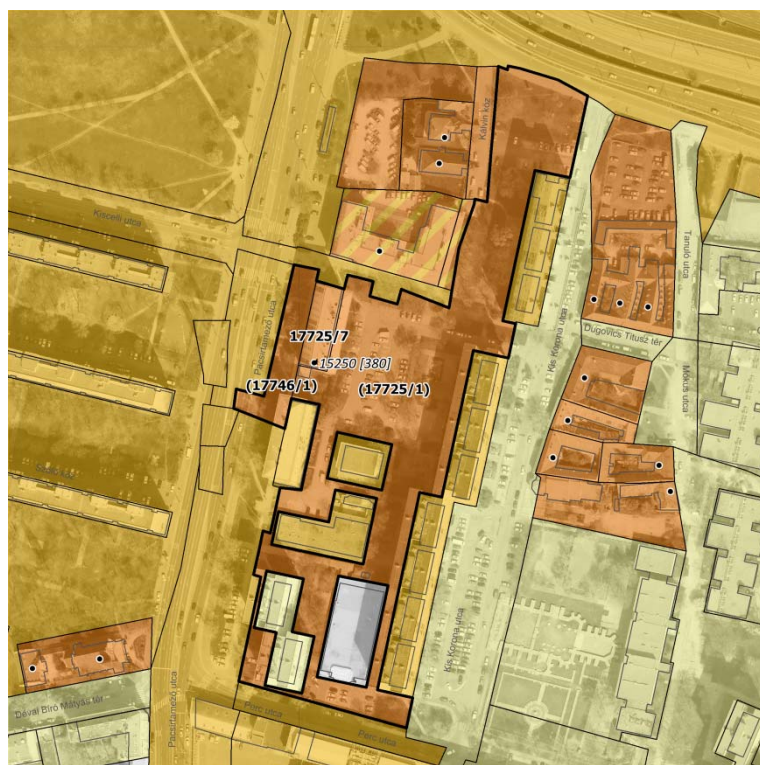 Kálvin köz
Kiscelli utca
Tanuló utca
Pacsirtamező utca
Kis Korona utca
Dugovics Titusz tér
17725/7
15250 [380]
(17746/1)
(17725/1)
Mókus utca
Kis Korona utca
Dévai Bíró Mátyás tér
Pacsirtamező utca
Perc utca
Perc utca